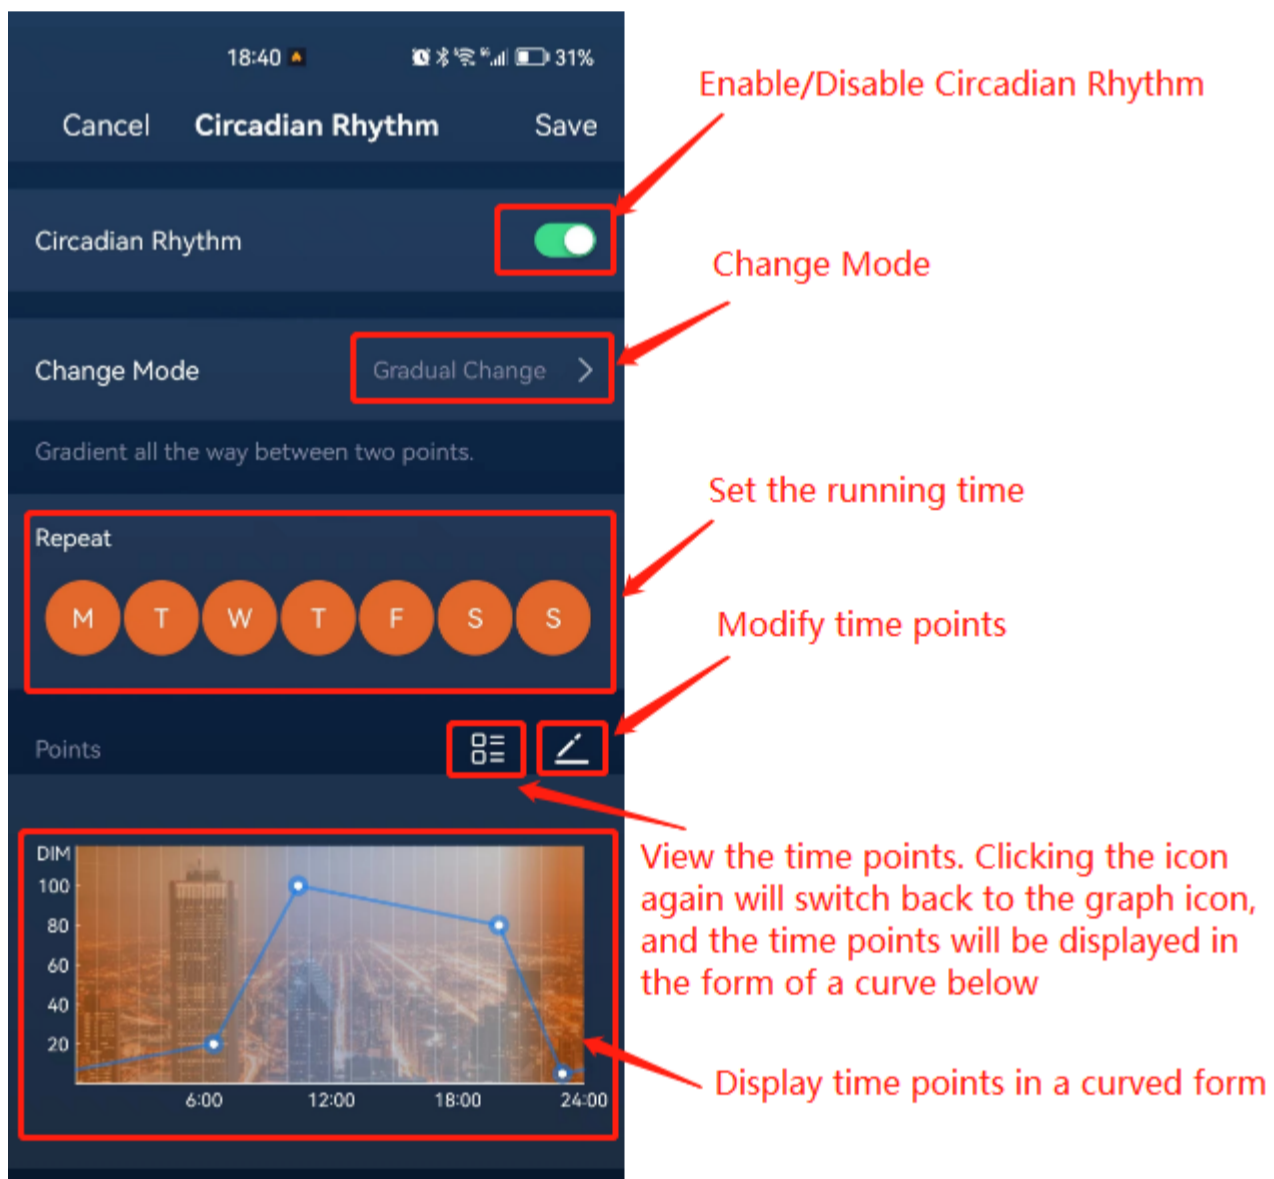 18:40
31%
Enable/Disable Circadian Rhythm
Cancel
Circadian Rhythm
Save
Circadian Rhythm
Change Mode
Change Mode
Gradual Change
Gradient all the way between two points.
Set the running time
Repeat
M T W T F S S
Modify time points
Points
View the time points. Clicking the icon
again will switch back to the graph icon,
and the time points will be displayed in
the form of a curve below
DIM
100
80
60
40
20
6:00 12:00 18:00 24:00
Display time points in a curved form